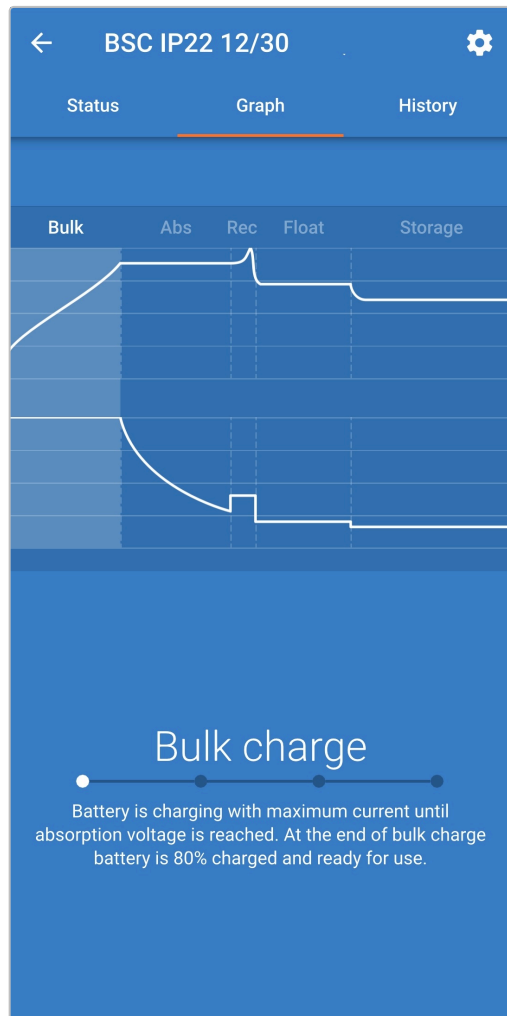 BSC IP22 12/30
Status Graph History
Bulk Abs Rec Float Storage
Bulk charge
Battery is charging with maximum current until
absorption voltage is reached. At the end of bulk charge
battery is 80% charged and ready for use.